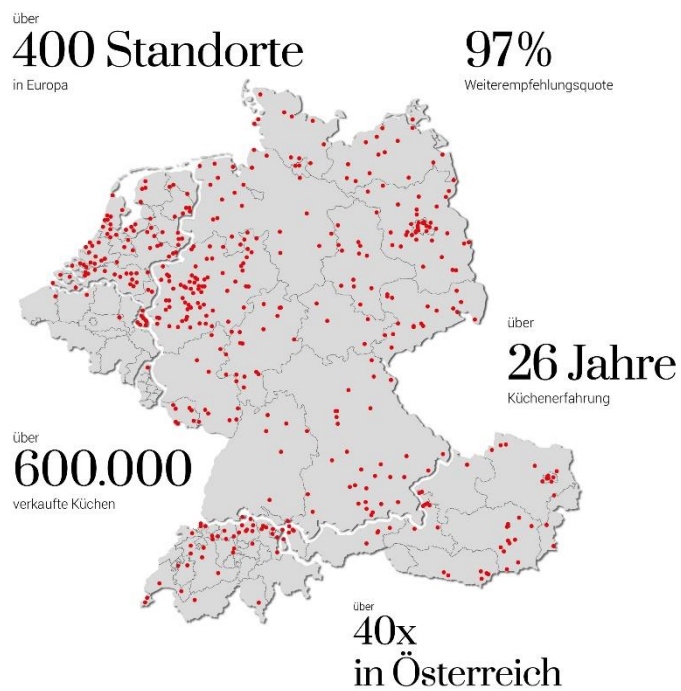 über
400 Standorte
in Europa
97%
Weiterempfehlungsquote
über
26 Jahre
Küchenerfahrung
über
600.000
verkaufte Küchen
über
40x
in Österreich